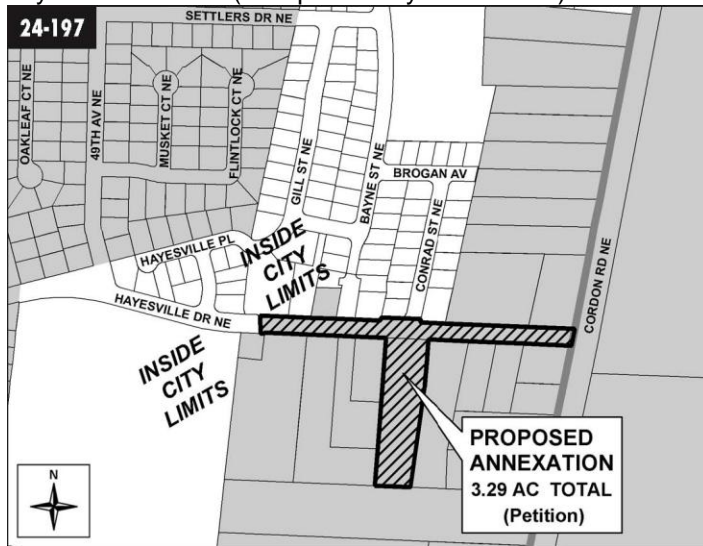 24-197
SETTLERS DR NE
OAKLEAF CT NE
49TH AV NE
MUSKET CT NE
FLINTLOCK CT NE
GILL ST NE
BAYNE ST NE
BROGAN AV
CONRAD ST NE
HAYESVILLE PL
INSIDE
CITY
LIMITS
HAYESVILLE DR NE
CORDON RD NE
INSIDE
CITY
LIMITS
PROPOSED
ANNEXATION
3.29 AC TOTAL
(Petition)
N